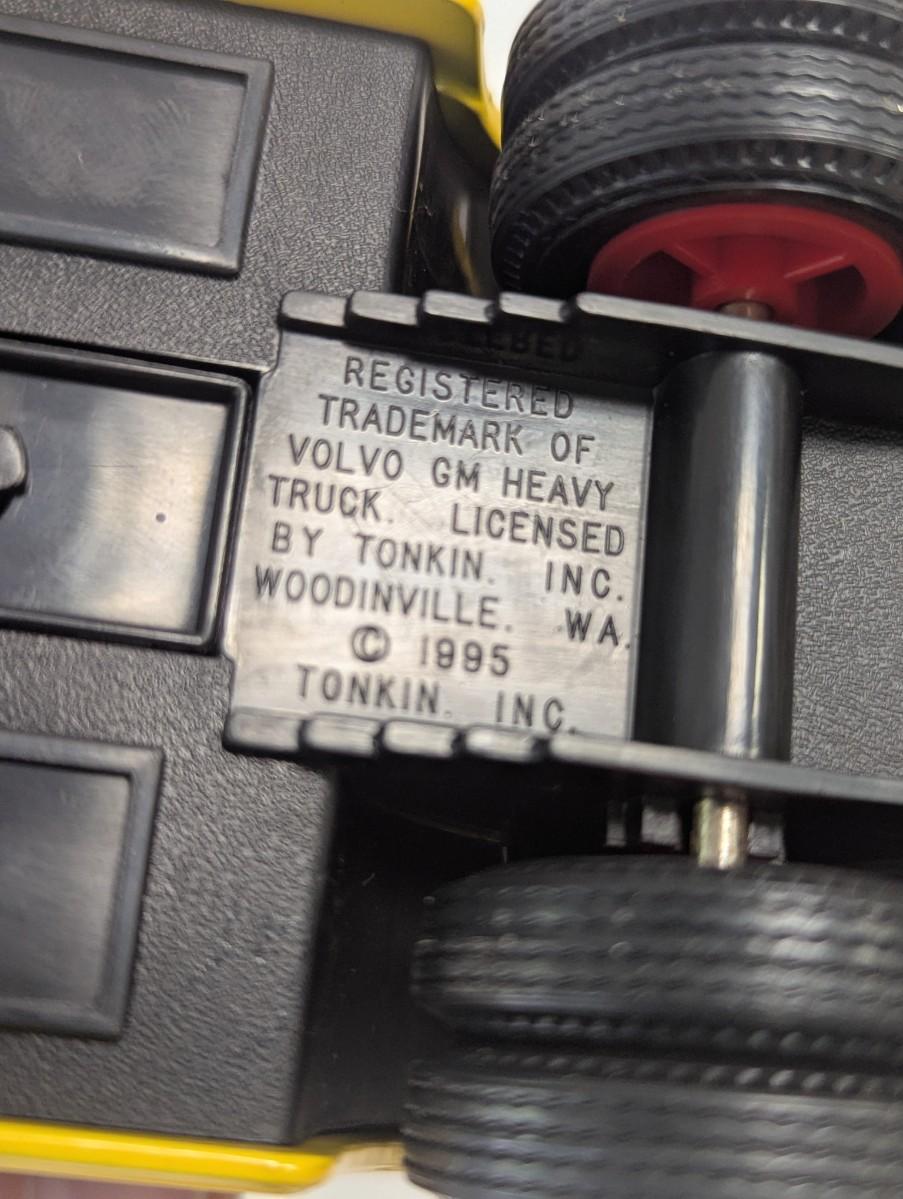 REGISTERED
TRADEMARK OF
VOLVO GM HEAVY
TRUCK. LICENSED
BY TONKIN. INC.
WOODINVILLE. WA.
© 1995
TONKIN. INC.